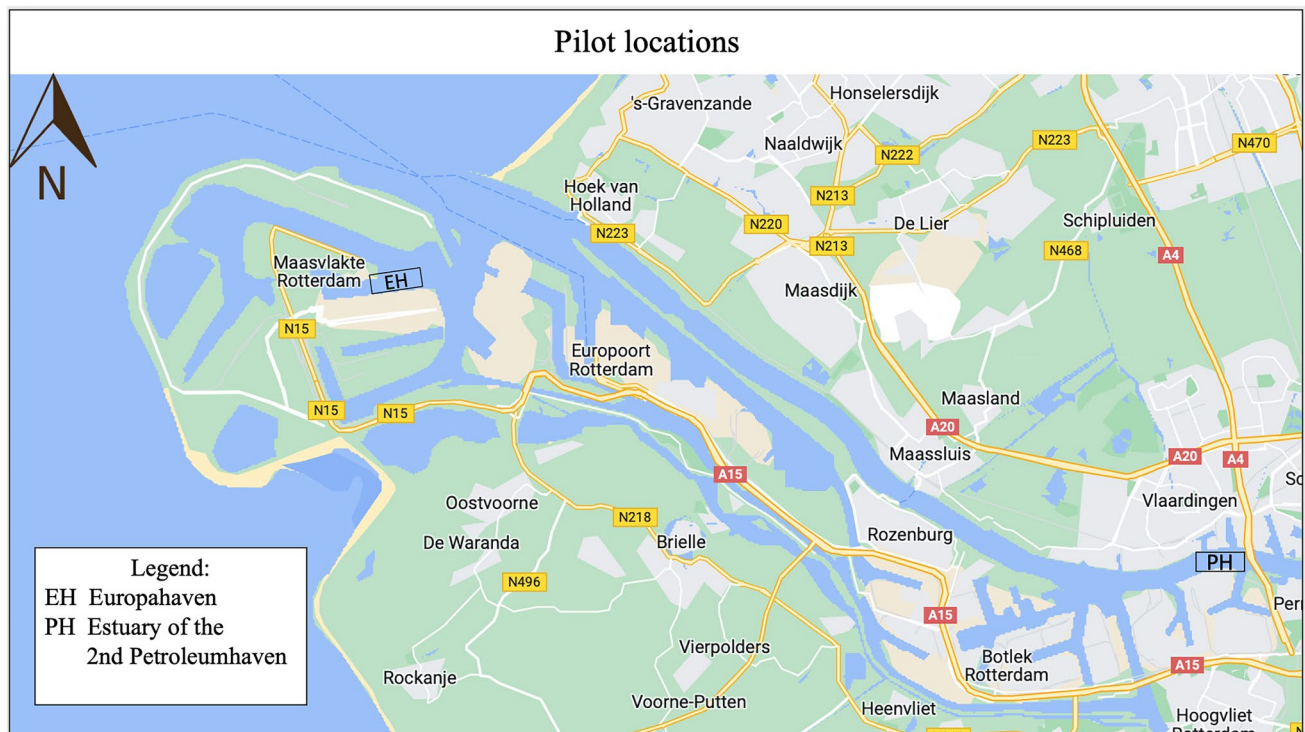 Pilot locations
N
's-Gravenzande
Honselersdijk
Naaldwijk
N222
N223
N470
Hoek van
Holland
N213
N223
N220
De Lier
Schipluiden
N213
N468
A4
Maasvlakte
Rotterdam
EH
Maasdijk
N15
Europoort
Rotterdam
N15
N15
Maasland
A20
Maassluis
A20
A4
A15
Vlaardingen
Oostvoorne
N218
De Waranda
Brielle
Rozenburg
PH
N496
A15
Vierpolders
Botlek
Rotterdam
A15
Rockanje
Voorne-Putten
Heenvliet
Hoogvliet
Rotterdam
Legend:
EH Europahaven
PH Estuary of the
2nd Petroleumhaven